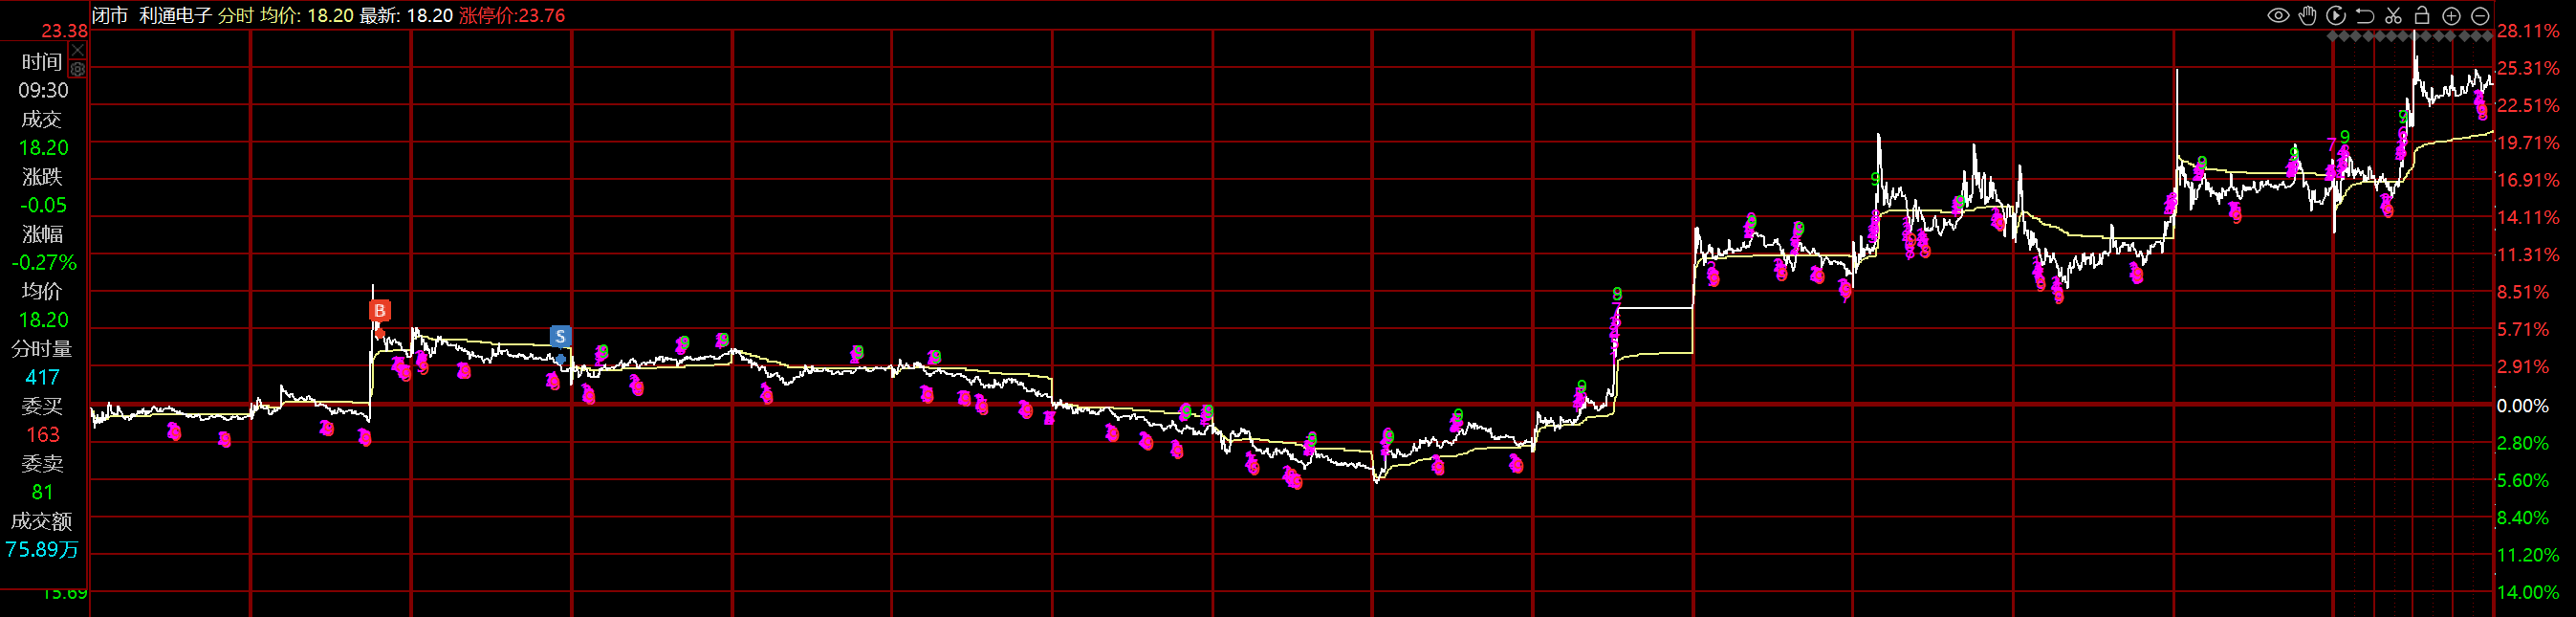 闭市 利通电子 分时 均价: 18.20 最新: 18.20 涨停价:23.76
23.38
时间
09:30
成交
18.20
涨跌
-0.05
涨幅
-0.27%
均价
18.20
分时量
417
委买
163
委卖
81
成交额
75.89万
15.69
B
S
28.11%
25.31%
22.51%
19.71%
16.91%
14.11%
11.31%
8.51%
5.71%
2.91%
0.00%
2.80%
5.60%
8.40%
11.20%
14.00%